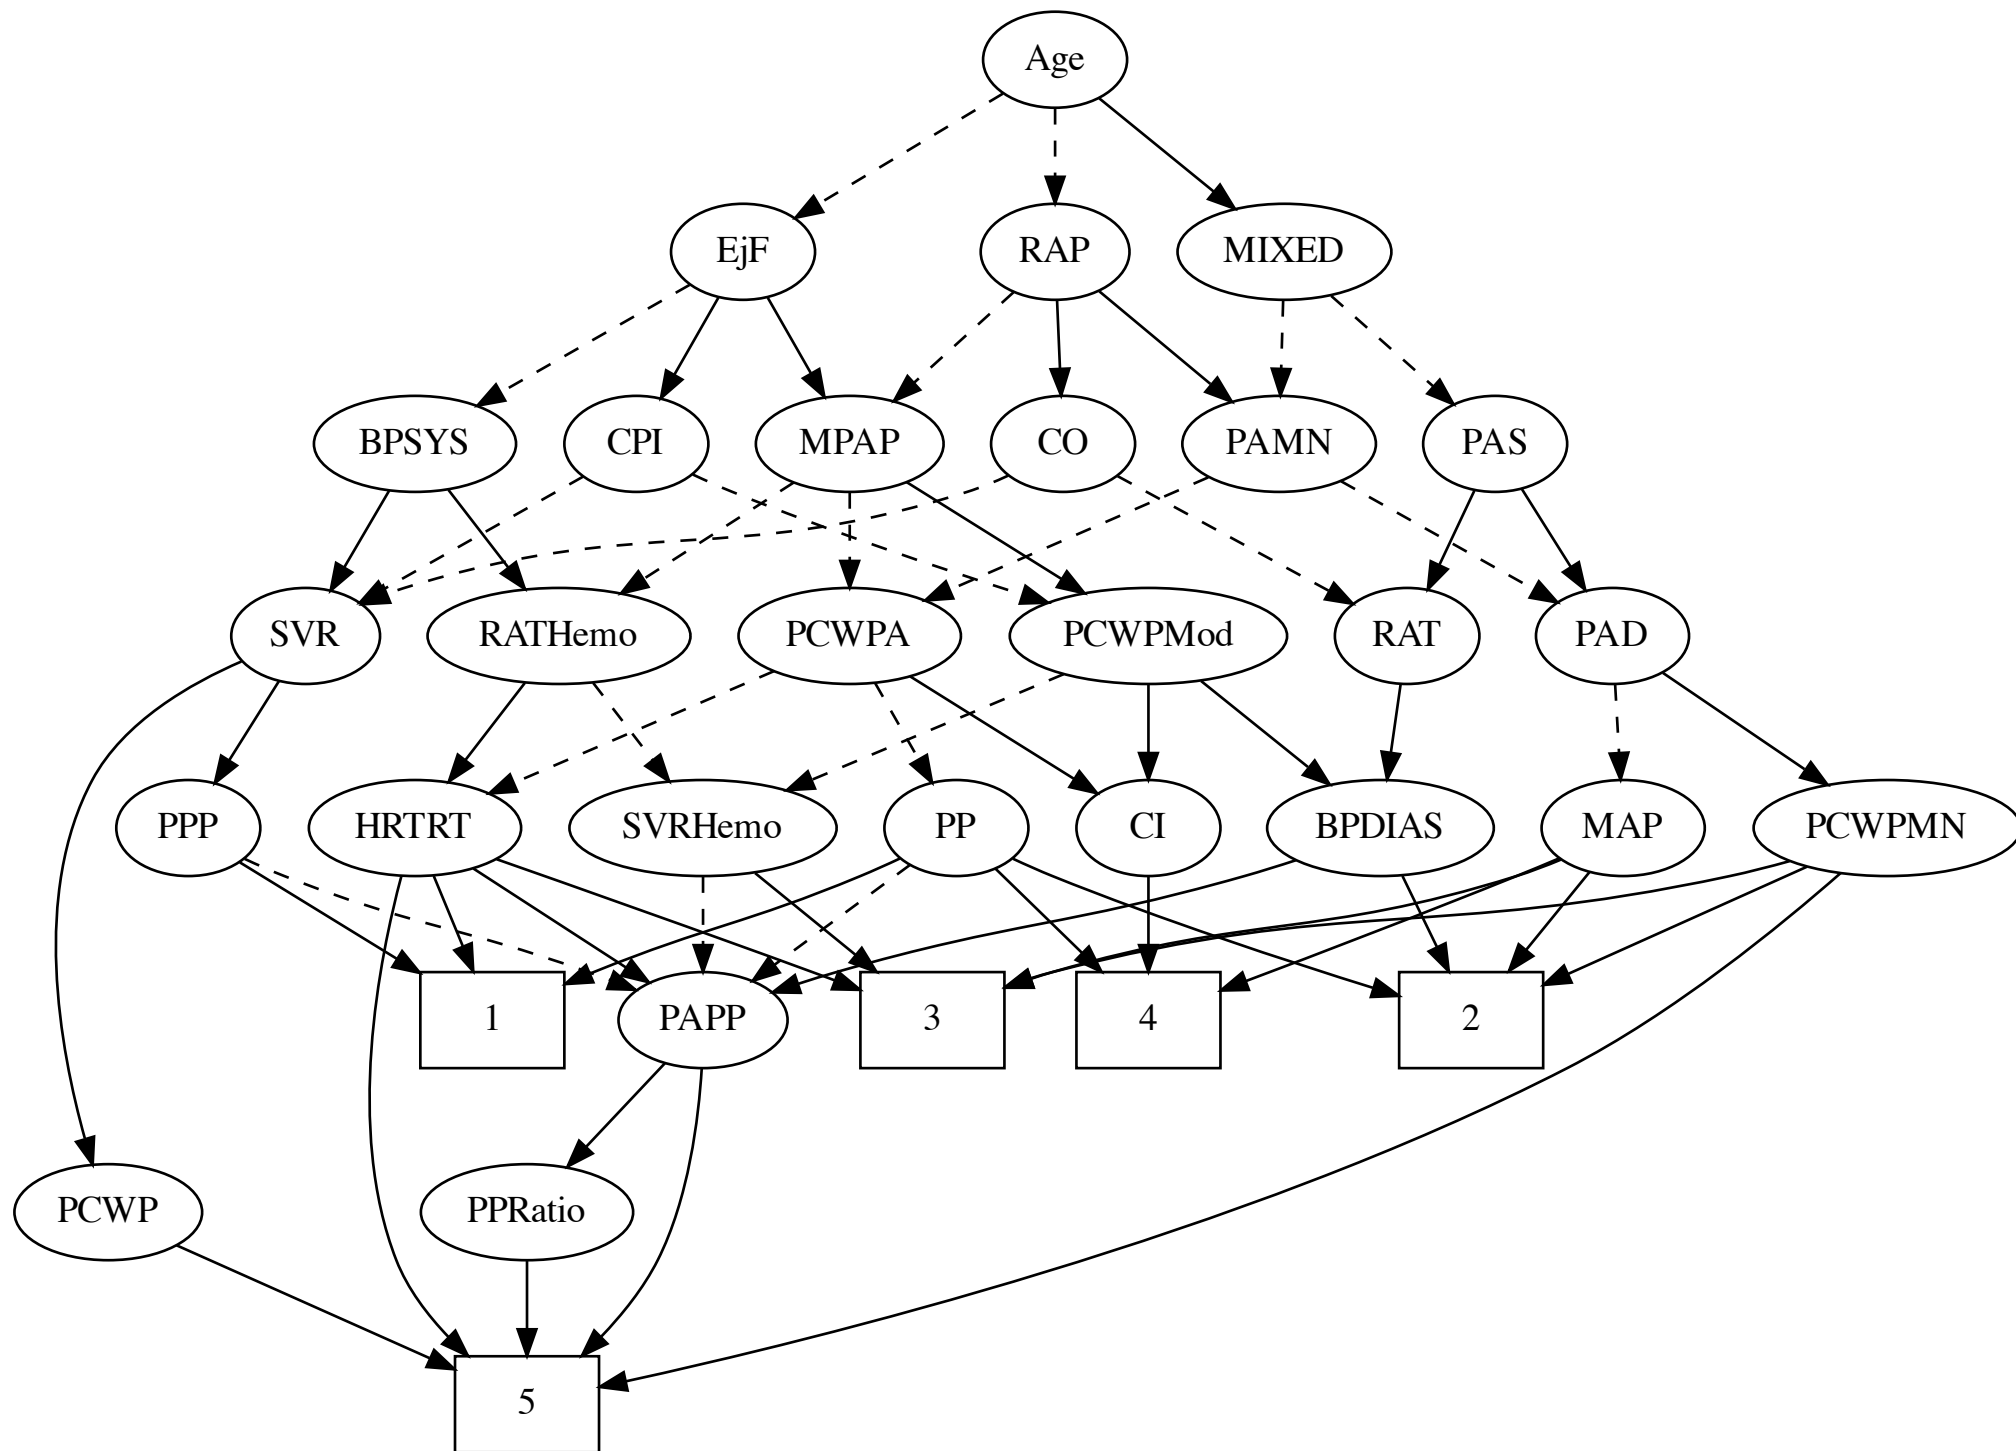 Age
EjF
RAP
MIXED
BPSYS
CPI
MPAP
CO
PAMN
PAS
SVR
RATHemo
PCWPA
PCWPMod
RAT
PAD
PPP
HRTRT
SVRHemo
PP
CI
BPDIAS
MAP
PCWPMN
1
PAPP
3
4
2
PCWP
PPRatio
5